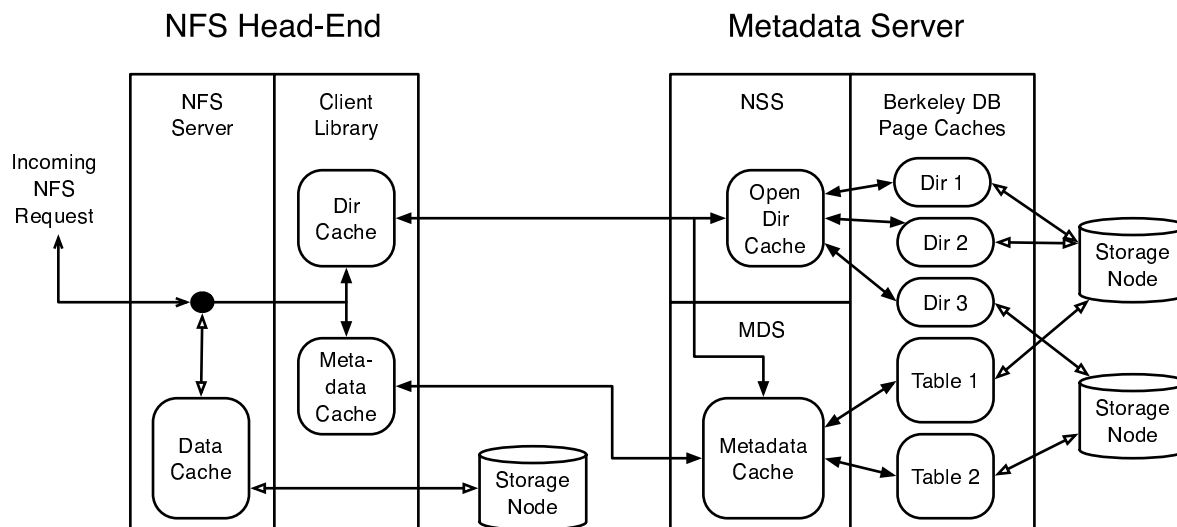 NFS Head-End
Metadata Server
NFS
Server
Client
Library
NSS
Berkeley DB
Page Caches
Incoming
NFS
Request
Dir
Cache
Open
Dir
Cache
Dir 1
Dir 2
Dir 3
Storage
Node
MDS
Meta-
data
Cache
Table 1
Storage
Node
Data
Cache
Storage
Node
Metadata
Cache
Table 2